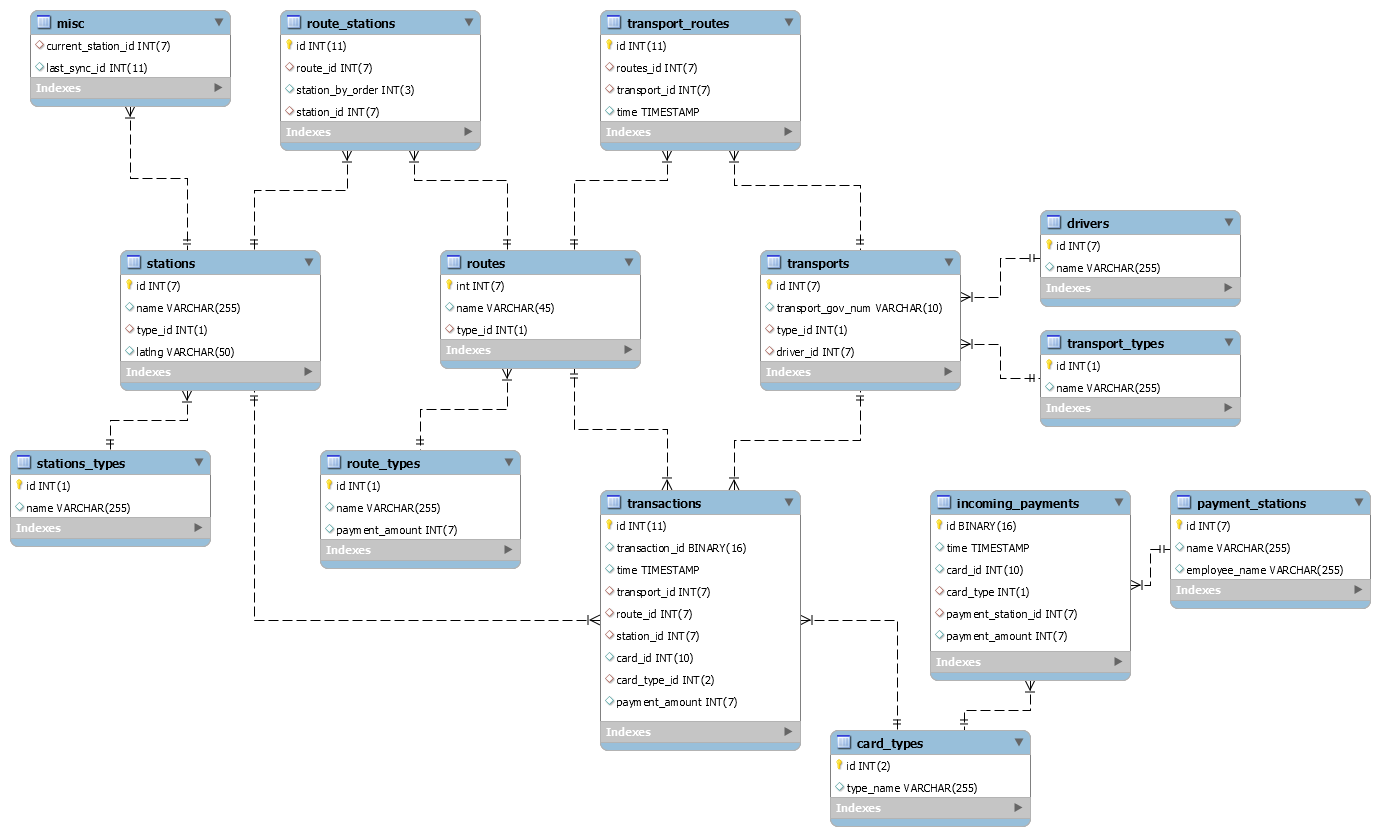 misc
current_station_id INT(7)
last_sync_id INT(11)
Indexes
route_stations
id INT(11)
route_id INT(7)
station_by_order INT(3)
station_id INT(7)
Indexes
transport_routes
id INT(11)
routes_id INT(7)
transport_id INT(7)
time TIMESTAMP
Indexes
drivers
id INT(7)
name VARCHAR(255)
Indexes
stations
id INT(7)
name VARCHAR(255)
type_id INT(1)
latlng VARCHAR(50)
Indexes
routes
int INT(7)
name VARCHAR(45)
type_id INT(1)
Indexes
transports
id INT(7)
transport_gov_num VARCHAR(10)
type_id INT(1)
driver_id INT(7)
Indexes
transport_types
id INT(1)
name VARCHAR(255)
Indexes
stations_types
id INT(1)
name VARCHAR(255)
Indexes
route_types
id INT(1)
name VARCHAR(255)
payment_amount INT(7)
Indexes
transactions
id INT(11)
transaction_id BINARY(16)
time TIMESTAMP
transport_id INT(7)
route_id INT(7)
station_id INT(7)
card_id INT(10)
card_type_id INT(2)
payment_amount INT(7)
Indexes
incoming_payments
id BINARY(16)
time TIMESTAMP
card_id INT(10)
card_type INT(1)
payment_station_id INT(7)
payment_amount INT(7)
Indexes
payment_stations
id INT(7)
name VARCHAR(255)
employee_name VARCHAR(255)
Indexes
card_types
id INT(2)
type_name VARCHAR(255)
Indexes